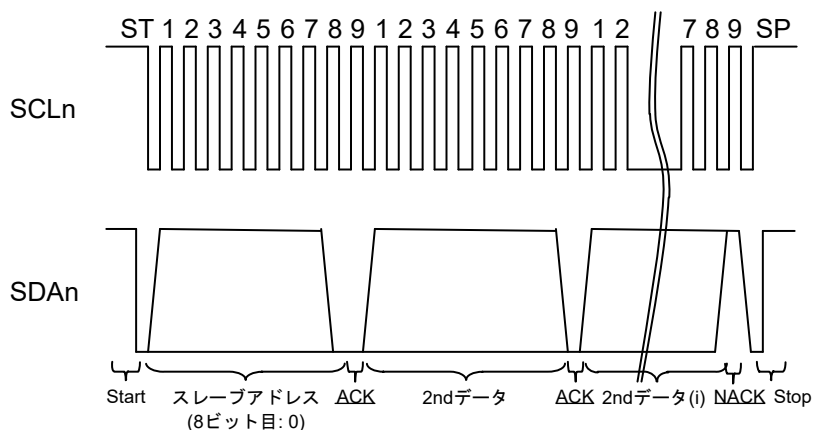 ST 1 2 3 4 5 6 7 8 9 1 2 3 4 5 6 7 8 9 1 2 7 8 9 SP
SCLn
SDAn
Start スレーブアドレス ACK 2ndデータ ACK 2ndデータ(i) NACK Stop
(8ビット目: 0)